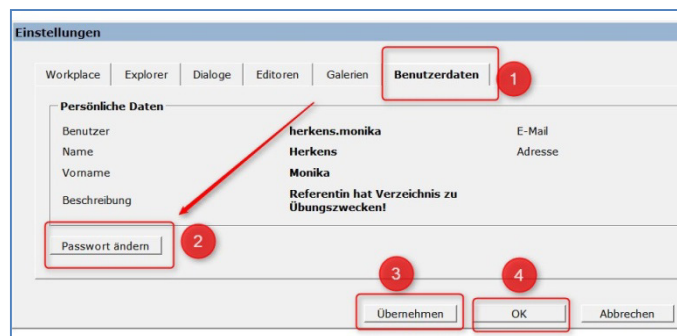 Einstellungen
Workplace Explorer Dialoge Editoren Galerien Benutzerdaten 1
Persönliche Daten
Benutzer herkens.monika E-Mail
Name Herkens Adresse
Vorname Monika
Beschreibung Referentin hat Verzeichnis zu
Übungszwecken!
Passwort ändern 2
3 4
Übernehmen OK Abbrechen